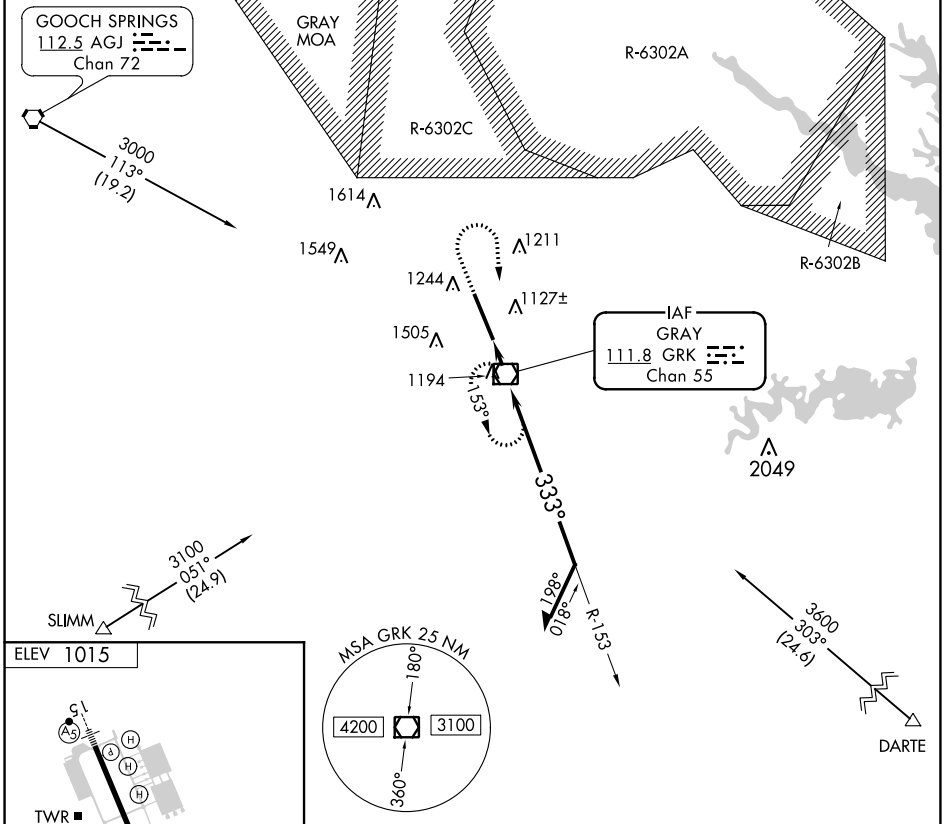 GOOCH SPRINGS
112.5 AGJ
Chan 72
GRAY
MOA
R-6302A
R-6302C
R-6302B
3000
113°
(19.2)
1614
1549
1211
1244
1127±
1505
1194
IAF
GRAY
111.8 GRK
Chan 55
153°
2049
333°
198°
018°
R-153
3100
051°
(24.9)
SLIMM
3600
303°
(24.6)
DARTE
ELEV 1015
15
A5
P
H
H
H
TWR
MSA GRK 25 NM
180°
4200
3100
360°